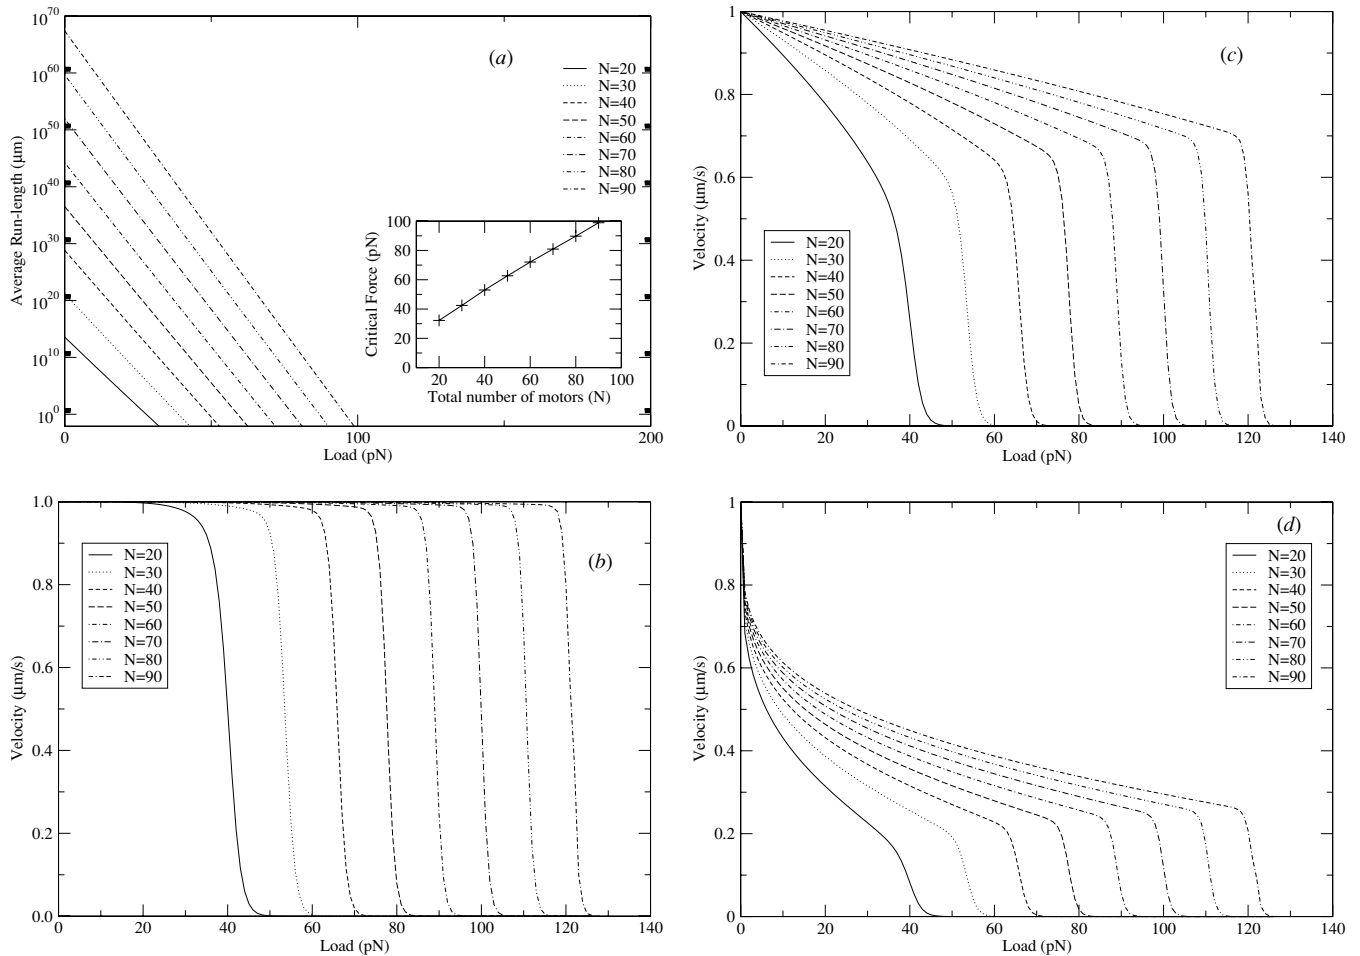 (a)
Average Run-length (μm)
10^70
10^60
10^50
10^40
10^30
10^20
10^10
10^0
0 100 200
Load (pN)
N=20
N=30
N=40
N=50
N=60
N=70
N=80
N=90
Critical Force (pN)
100
80
60
40
20
0
20 40 60 80 100
Total number of motors (N)
(c)
Velocity (μm/s)
1
0.8
0.6
0.4
0.2
0
0 20 40 60 80 100 120 140
Load (pN)
N=20
N=30
N=40
N=50
N=60
N=70
N=80
N=90
(b)
Velocity (μm/s)
1.0
0.8
0.6
0.4
0.2
0.0
0 20 40 60 80 100 120 140
Load (pN)
N=20
N=30
N=40
N=50
N=60
N=70
N=80
N=90
(d)
Velocity (μm/s)
1
0.8
0.6
0.4
0.2
0
0 20 40 60 80 100 120 140
Load (pN)
N=20
N=30
N=40
N=50
N=60
N=70
N=80
N=90